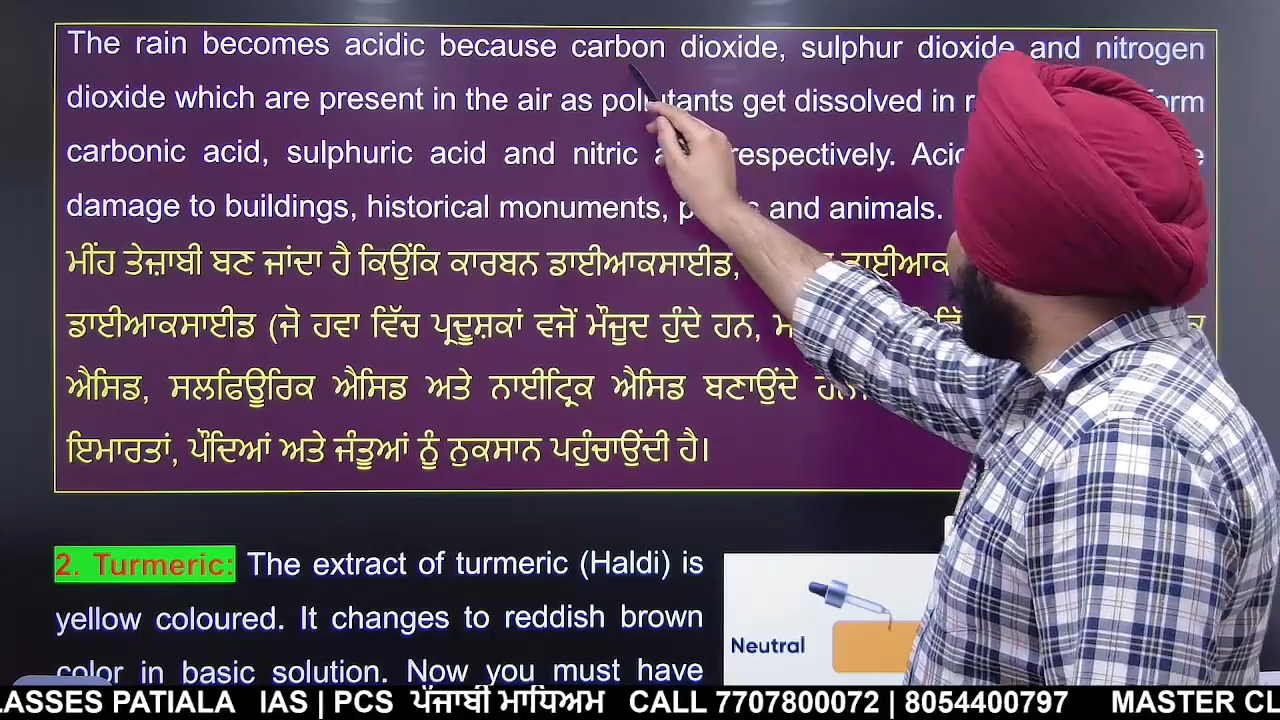 The rain becomes acidic because carbon dioxide, sulphur dioxide and nitrogen
dioxide which are present in the air as pollutants get dissolved in
carbonic acid, sulphuric acid and nitric respectively.
damage to buildings, historical monuments, and animals.
ਮੀਂਹ ਤੇਜ਼ਾਬੀ ਬਣ ਜਾਂਦਾ ਹੈ ਕਿਉਂਕਿ ਕਾਰਬਨ ਡਾਈਆਕਸਾਈਡ,
ਡਾਈਆਕਸਾਈਡ (ਜੋ ਹਵਾ ਵਿੱਚ ਪ੍ਰਦੂਸ਼ਕਾਂ ਵਜੋਂ ਮੌਜੂਦ ਹੁੰਦੇ ਹਨ,
ਐਸਿਡ, ਸਲਫਿਊਰਿਕ ਐਸਿਡ ਅਤੇ ਨਾਈਟ੍ਰਿਕ ਐਸਿਡ ਬਣਾਉਂਦੇ
ਇਮਾਰਤਾਂ, ਪੌਦਿਆਂ ਅਤੇ ਜੰਤੂਆਂ ਨੂੰ ਨੁਕਸਾਨ ਪਹੁੰਚਾਉਂਦੀ ਹੈ।
2. Turmeric: The extract of turmeric (Haldi) is
yellow coloured. It changes to reddish brown
color in basic solution. Now you must have
Neutral
LASSES PATIALA IAS | PCS ਪੰਜਾਬੀ ਮਾਧਿਅਮ CALL 7707800072 | 8054400797 MASTER CL